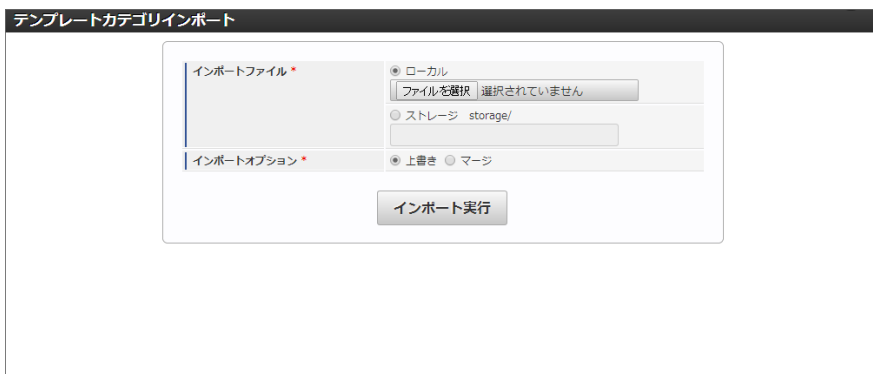 テンプレートカテゴリインポート
インポートファイル *
ローカル
ファイルを選択 選択されていません
ストレージ storage/
インポートオプション *
上書き マージ
インポート実行